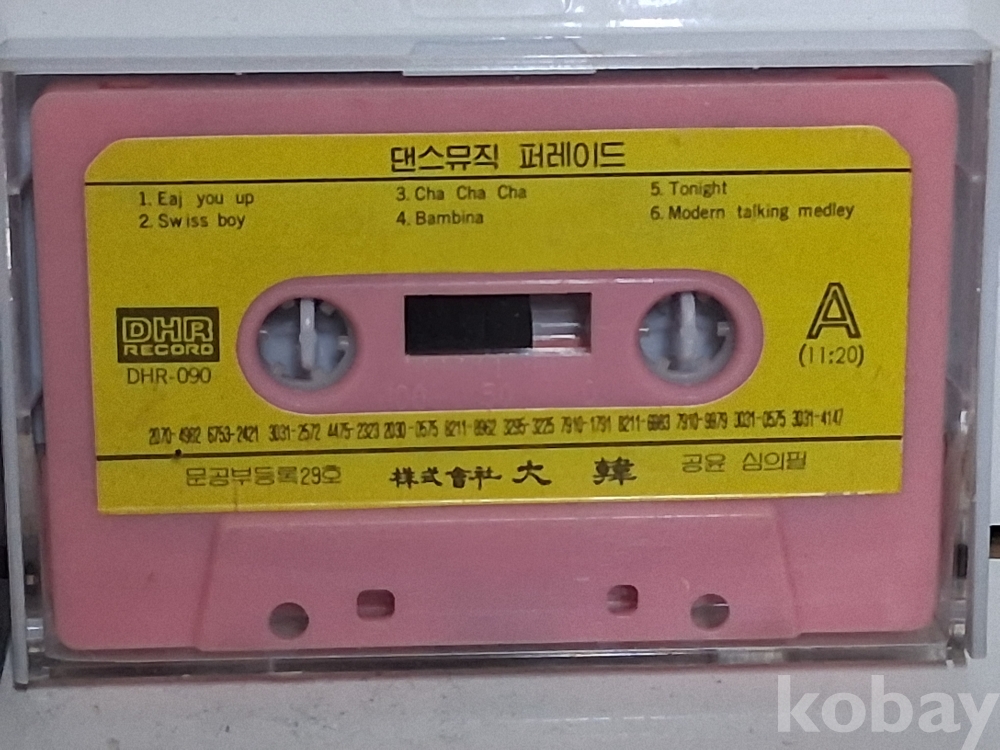 댄스뮤직 퍼레이드
1. Eaj you up
2. Swiss boy
3. Cha Cha Cha
4. Bambina
5. Tonight
6. Modern talking medley
DHR
RECORD
DHR-090
A
(11:20)
2070-4982 6753-2421 3031-2572 4475-2323 2030-0575 8211-8962 3295-3225 7910-1791 8211-6983 7910-9979 3031-0575 3031-4147
문공부등록29호 樣式會社 大 韓 공윤 심의필
kobay